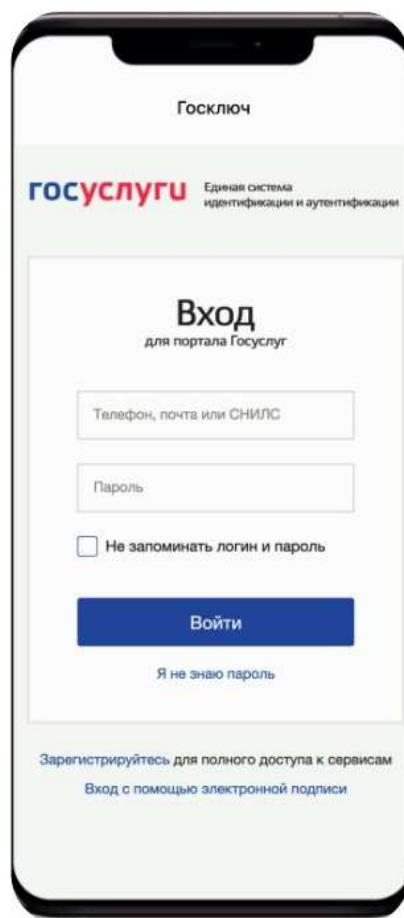 Госключ
госуслуги
Единая система
идентификации и аутентификации
Вход
для портала Госуслуг
Телефон, почта или СНИЛС
Пароль
Не запоминать логин и пароль
Войти
Я не знаю пароль
Зарегистрируйтесь для полного доступа к сервисам
Вход с помощью электронной подписи